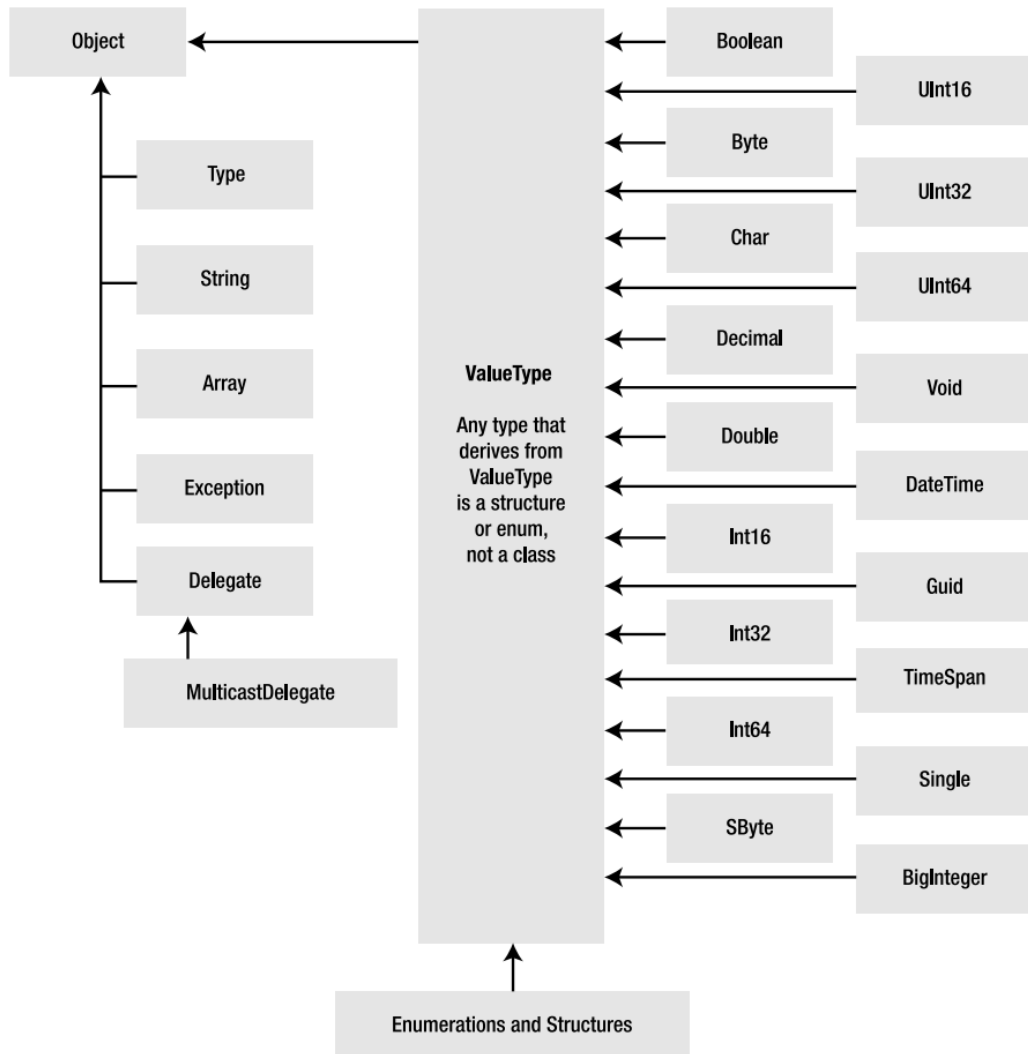 Object
Boolean
UInt16
Type
Byte
UInt32
String
Char
UInt64
Array
Decimal
ValueType
Any type that
derives from
ValueType
is a structure
or enum,
not a class
Void
Exception
Double
DateTime
Delegate
Int16
Guid
MulticastDelegate
Int32
TimeSpan
Int64
Single
SByte
BigInteger
Enumerations and Structures